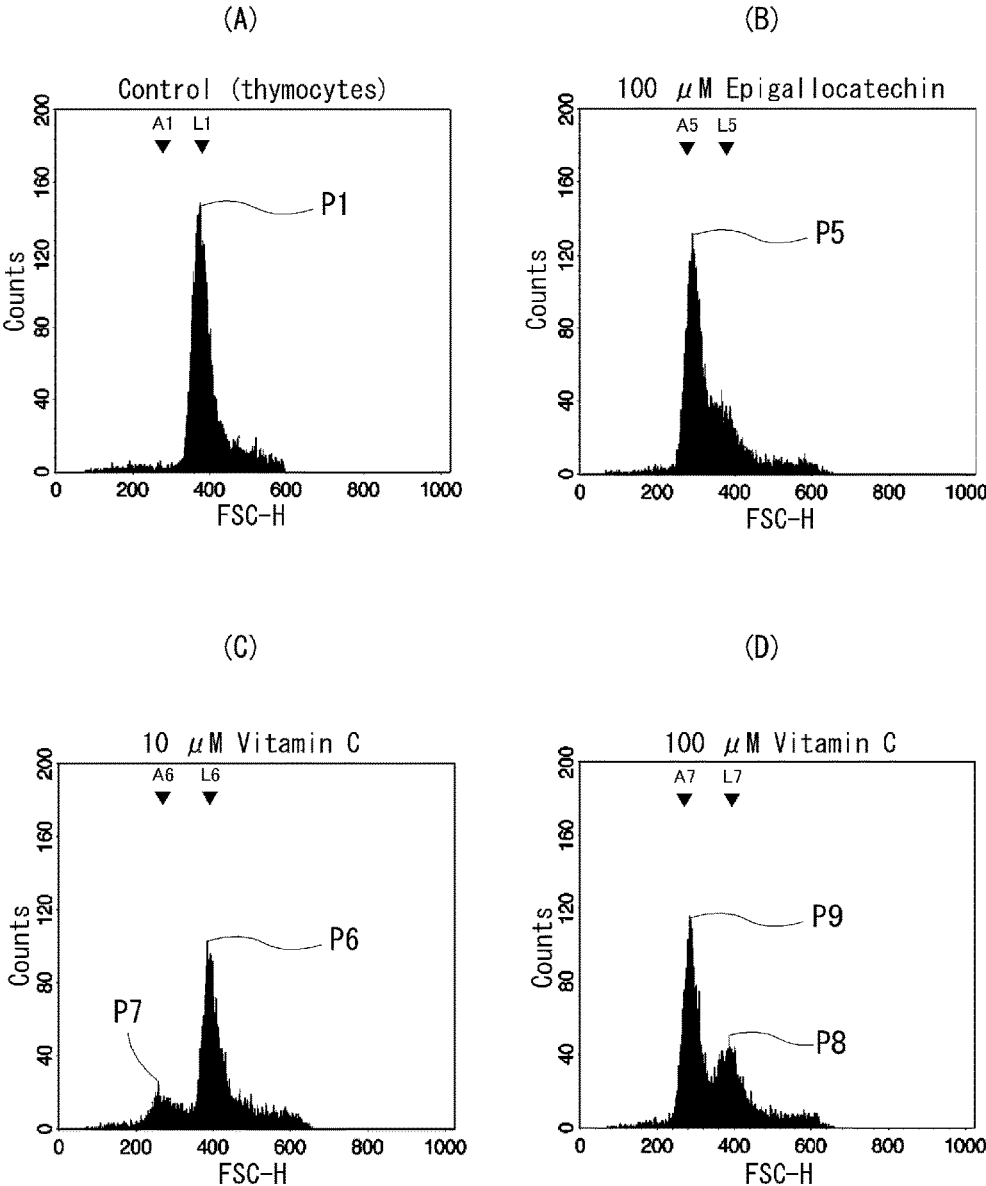 (A)
Control (thymocytes)
200
160
120
80
40
0
Counts
A1 L1
P1
0 200 400 600 800 1000
FSC-H
(B)
100 μM Epigallocatechin
200
160
120
80
40
0
Counts
A5 L5
P5
0 200 400 600 800 1000
FSC-H
(C)
10 μM Vitamin C
200
160
120
80
40
0
Counts
A6 L6
P6
P7
0 200 400 600 800 1000
FSC-H
(D)
100 μM Vitamin C
200
160
120
80
40
0
Counts
A7 L7
P9
P8
0 200 400 600 800 1000
FSC-H